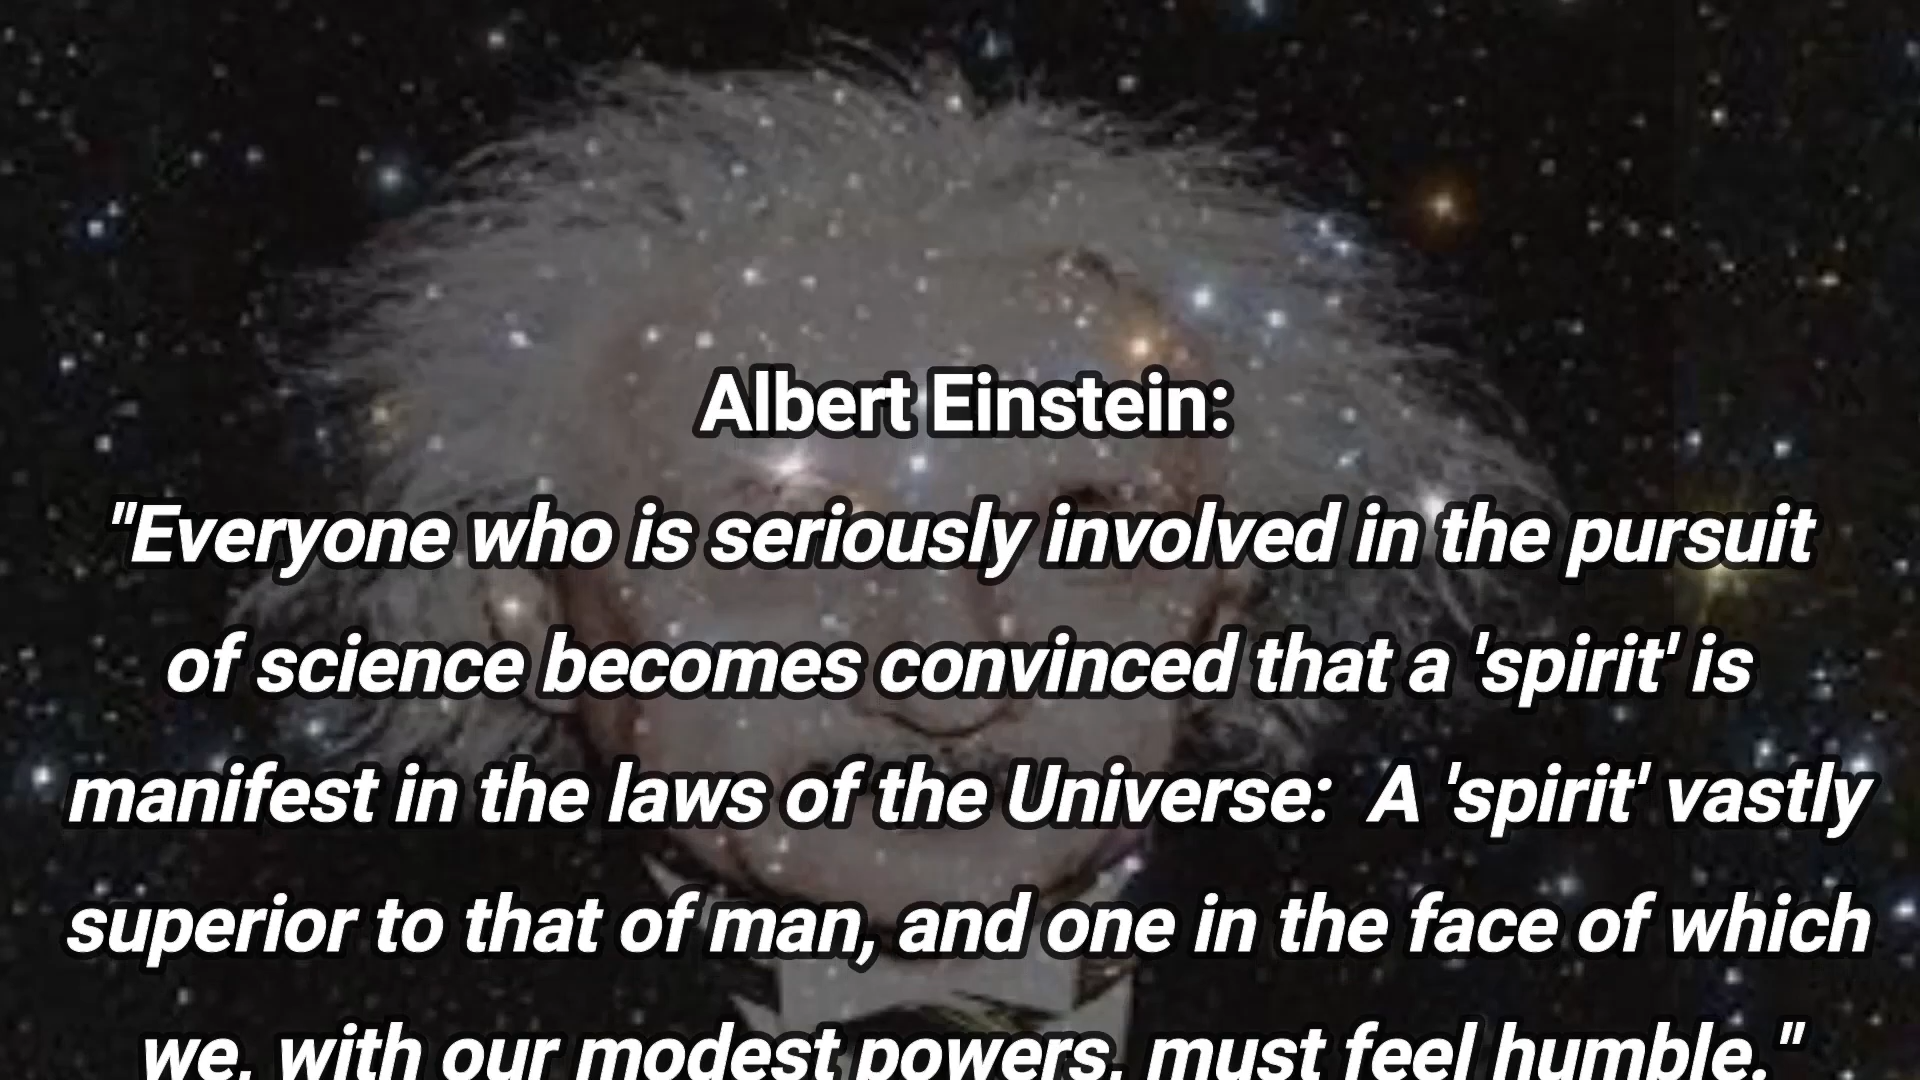 Albert Einstein:
"Everyone who is seriously involved in the pursuit
of science becomes convinced that a 'spirit' is
manifest in the laws of the Universe:  A 'spirit' vastly
superior to that of man, and one in the face of which
we, with our modest powers, must feel humble."